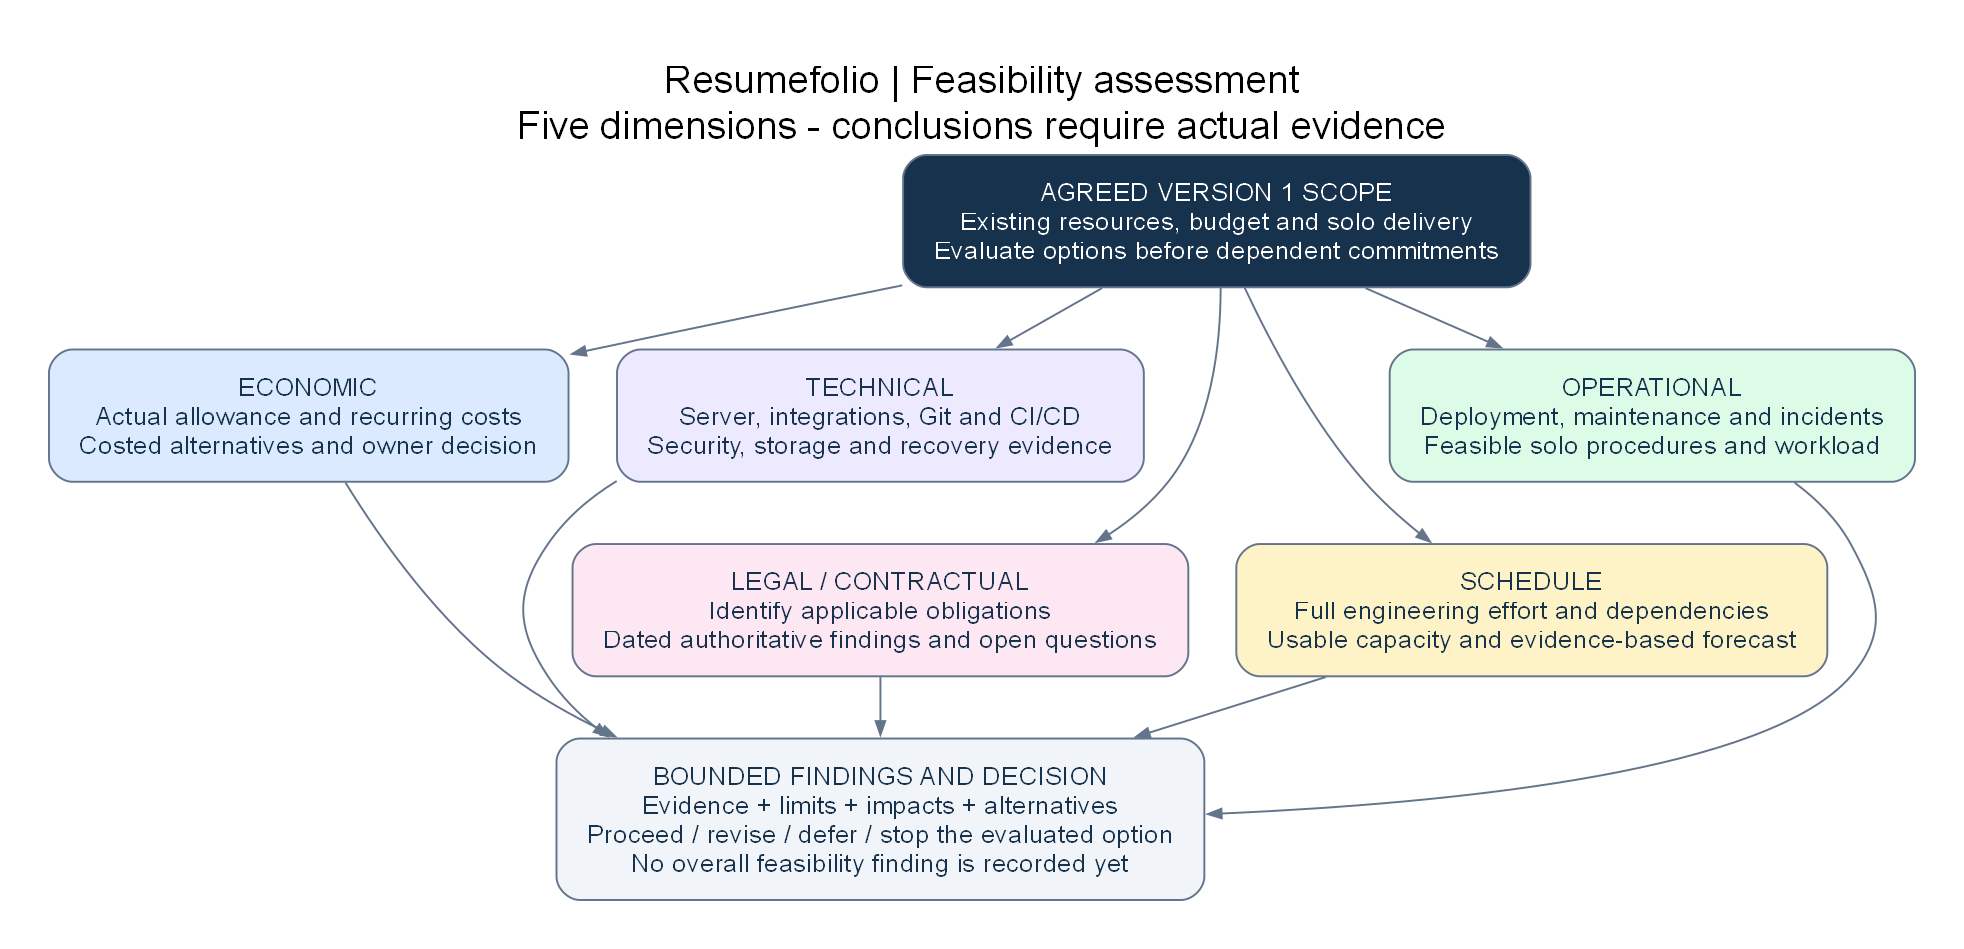 Resumefolio | Feasibility assessment
Five dimensions - conclusions require actual evidence
AGREED VERSION 1 SCOPE
Existing resources, budget and solo delivery
Evaluate options before dependent commitments
ECONOMIC
Actual allowance and recurring costs
Costed alternatives and owner decision
TECHNICAL
Server, integrations, Git and CI/CD
Security, storage and recovery evidence
OPERATIONAL
Deployment, maintenance and incidents
Feasible solo procedures and workload
LEGAL / CONTRACTUAL
Identify applicable obligations
Dated authoritative findings and open questions
SCHEDULE
Full engineering effort and dependencies
Usable capacity and evidence-based forecast
BOUNDED FINDINGS AND DECISION
Evidence + limits + impacts + alternatives
Proceed / revise / defer / stop the evaluated option
No overall feasibility finding is recorded yet